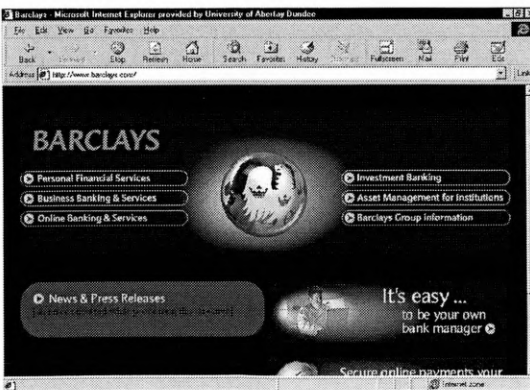 Barclays - Microsoft Internet Explorer provided by University of Abertay Dundee
File Edit View Go Favorites Help
Back Stop Refresh Home Search Favorites History Fullscreen Mail Print Edit
Address http://www.barclays.com/ Link
BARCLAYS
Personal Financial Services
Business Banking & Services
Online Banking & Services
Investment Banking
Asset Management for Institutions
Barclays Group Information
News & Press Releases
It's easy ...
to be your own
bank manager
Secure online payments your
Internet zone